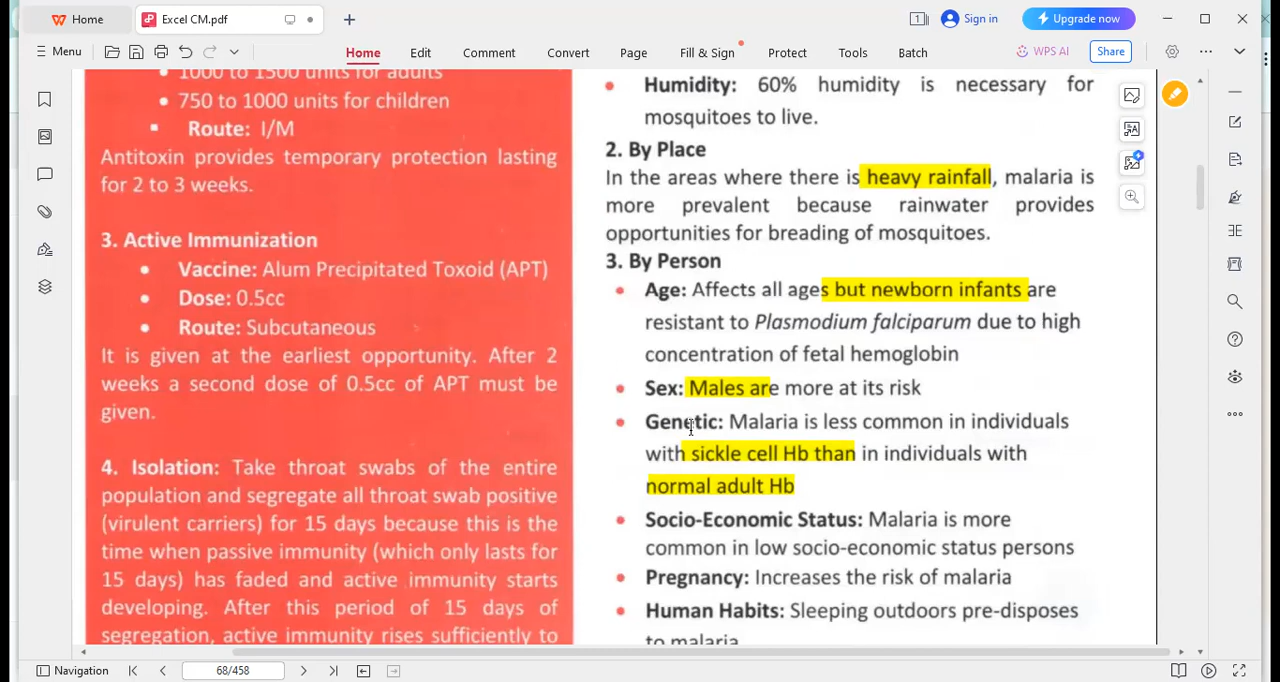 Home
Excel CM.pdf
Sign in
Upgrade now
Menu
Home
Edit
Comment
Convert
Page
Fill & Sign
Protect
Tools
Batch
WPS AI
Share
1000 to 1500 units for adults
750 to 1000 units for children
Route: I/M
Antitoxin provides temporary protection lasting
for 2 to 3 weeks.
3. Active Immunization
Vaccine: Alum Precipitated Toxoid (APT)
Dose: 0.5cc
Route: Subcutaneous
It is given at the earliest opportunity. After 2
weeks a second dose of 0.5cc of APT must be
given.
4. Isolation: Take throat swabs of the entire
population and segregate all throat swab positive
(virulent carriers) for 15 days because this is the
time when passive immunity (which only lasts for
15 days) has faded and active immunity starts
developing. After this period of 15 days of
segregation, active immunity rises sufficiently to
Humidity: 60% humidity is necessary for
mosquitoes to live.
2. By Place
In the areas where there is heavy rainfall, malaria is
more prevalent because rainwater provides
opportunities for breading of mosquitoes.
3. By Person
Age: Affects all ages but newborn infants are
resistant to Plasmodium falciparum due to high
concentration of fetal hemoglobin
Sex: Males are more at its risk
Genetic: Malaria is less common in individuals
with sickle cell Hb than in individuals with
normal adult Hb
Socio-Economic Status: Malaria is more
common in low socio-economic status persons
Pregnancy: Increases the risk of malaria
Human Habits: Sleeping outdoors pre-disposes
to malaria
Navigation
68/458